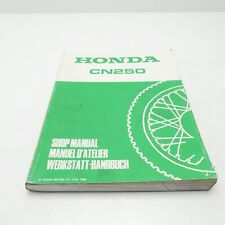 HONDA
CN250
SHOP MANUAL
MANUEL D'ATELIER
WERKSTATT-HANDBUCH